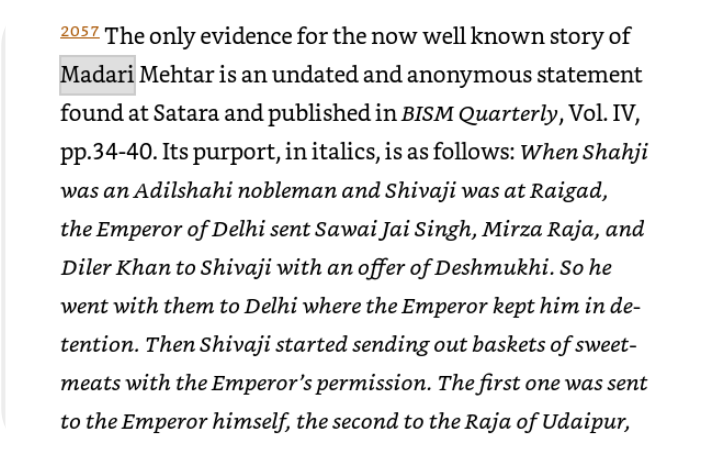 2057 The only evidence for the now well known story of
Madari Mehtar is an undated and anonymous statement
found at Satara and published in BISM Quarterly, Vol. IV,
pp.34-40. Its purport, in italics, is as follows: When Shahji
was an Adilshahi nobleman and Shivaji was at Raigad,
the Emperor of Delhi sent Sawai Jai Singh, Mirza Raja, and
Diler Khan to Shivaji with an offer of Deshmukhi. So he
went with them to Delhi where the Emperor kept him in de-
tention. Then Shivaji started sending out baskets of sweet-
meats with the Emperor’s permission. The first one was sent
to the Emperor himself, the second to the Raja of Udaipur,